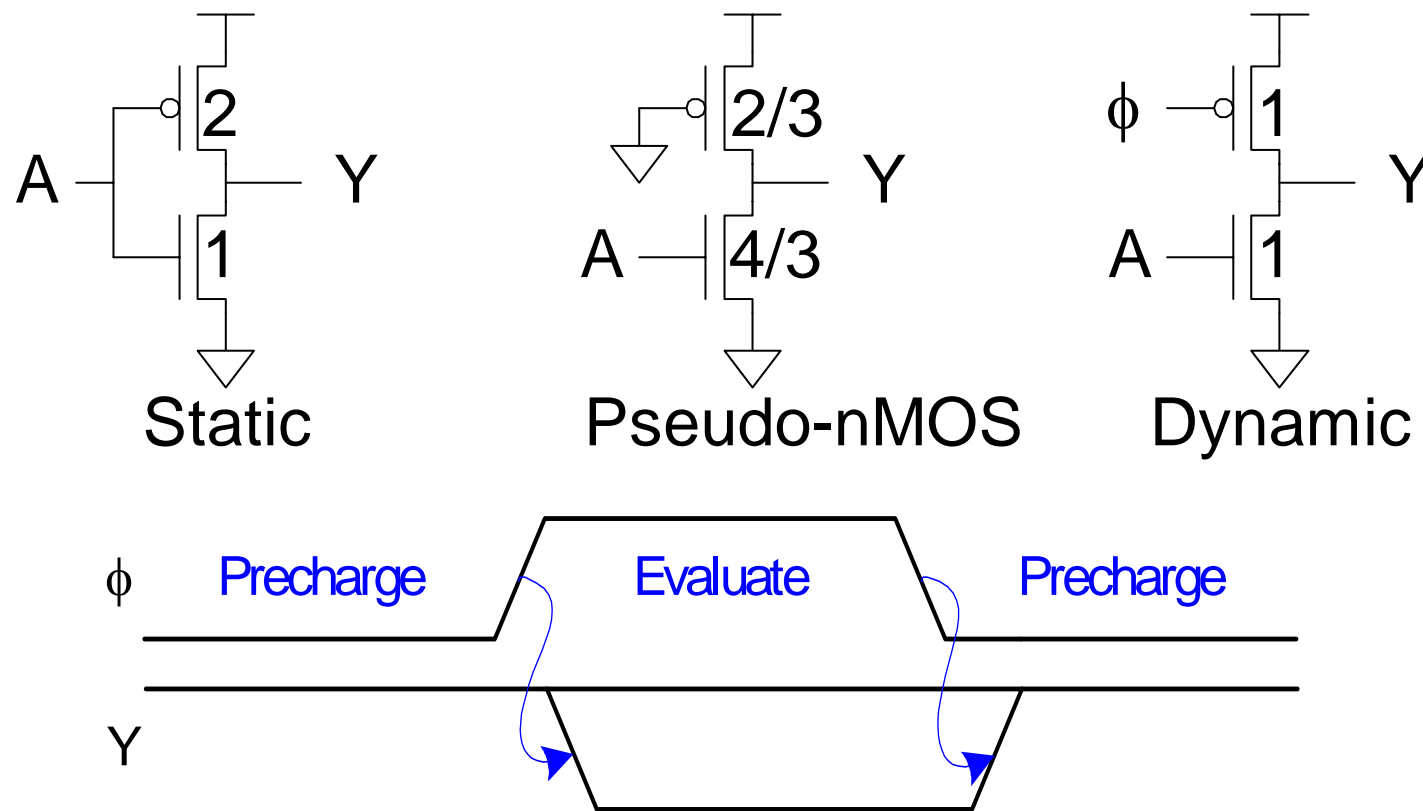 2 2/3 ϕ 1
A Y Y Y
1 A 4/3 A 1
Static Pseudo-nMOS Dynamic
ϕ Precharge Evaluate Precharge
Y